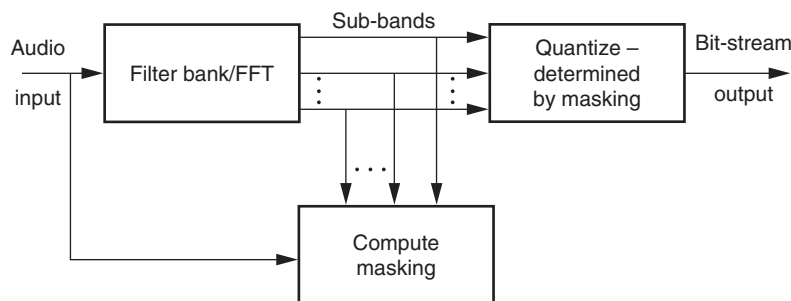 Sub-bands
Audio
input
Filter bank/FFT
Quantize –
determined
by masking
Bit-stream
output
Compute
masking